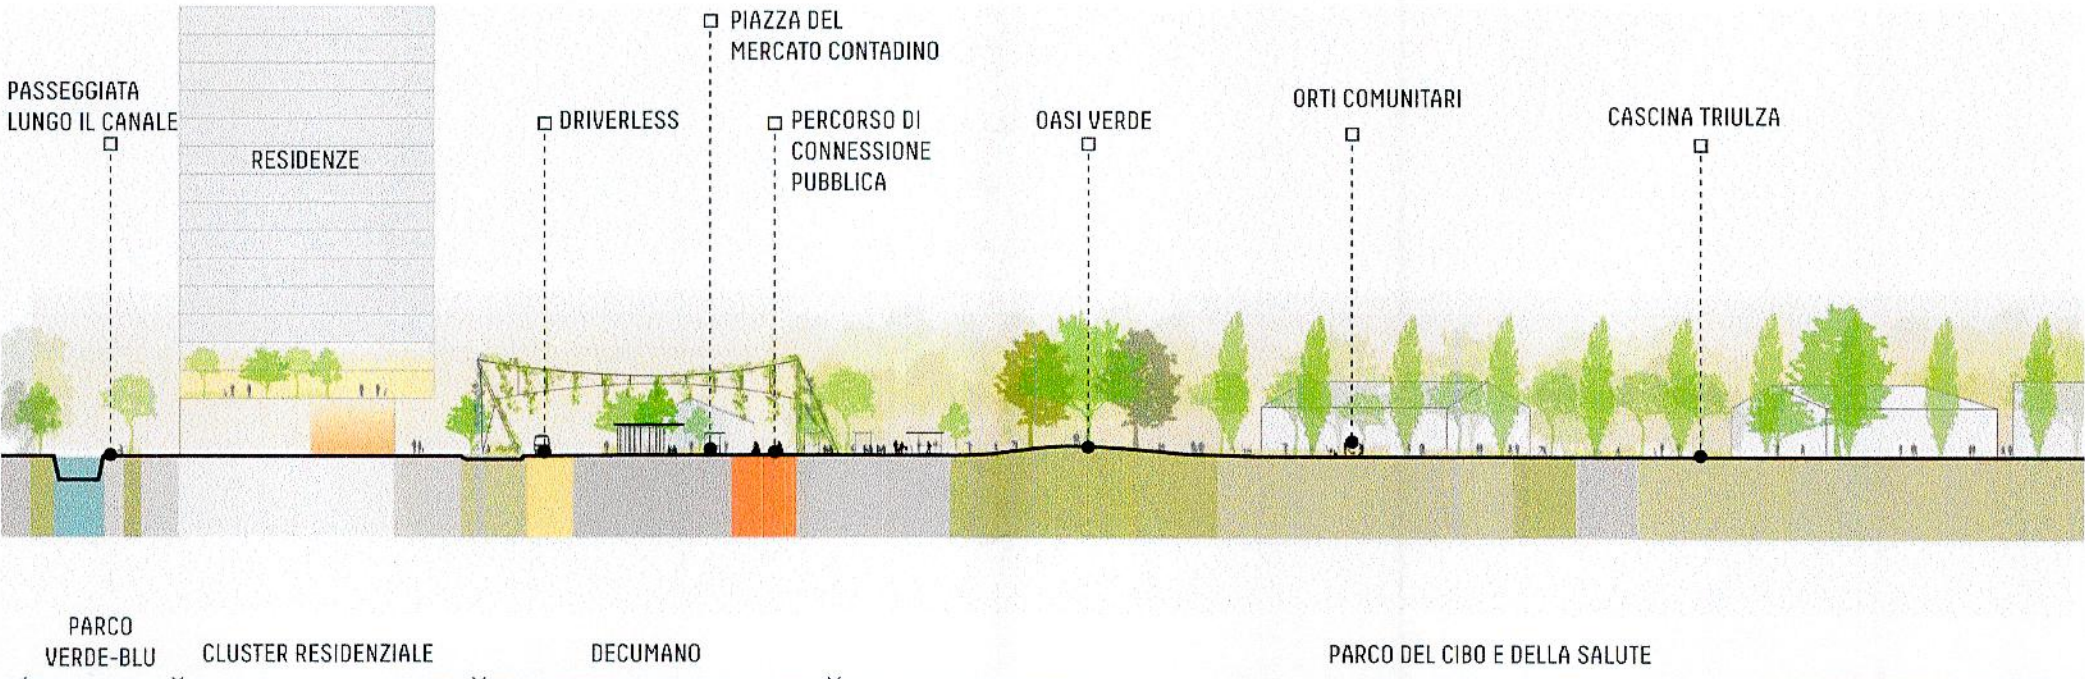 PIAZZA DEL
MERCATO CONTADINO
PASSEGGIATA
LUNGO IL CANALE
RESIDENZE
DRIVERLESS
PERCORSO DI
CONNESSIONE
PUBBLICA
OASI VERDE
ORTI COMUNITARI
CASCINA TRIULZA
PARCO
VERDE-BLU
CLUSTER RESIDENZIALE
DECUMANO
PARCO DEL CIBO E DELLA SALUTE